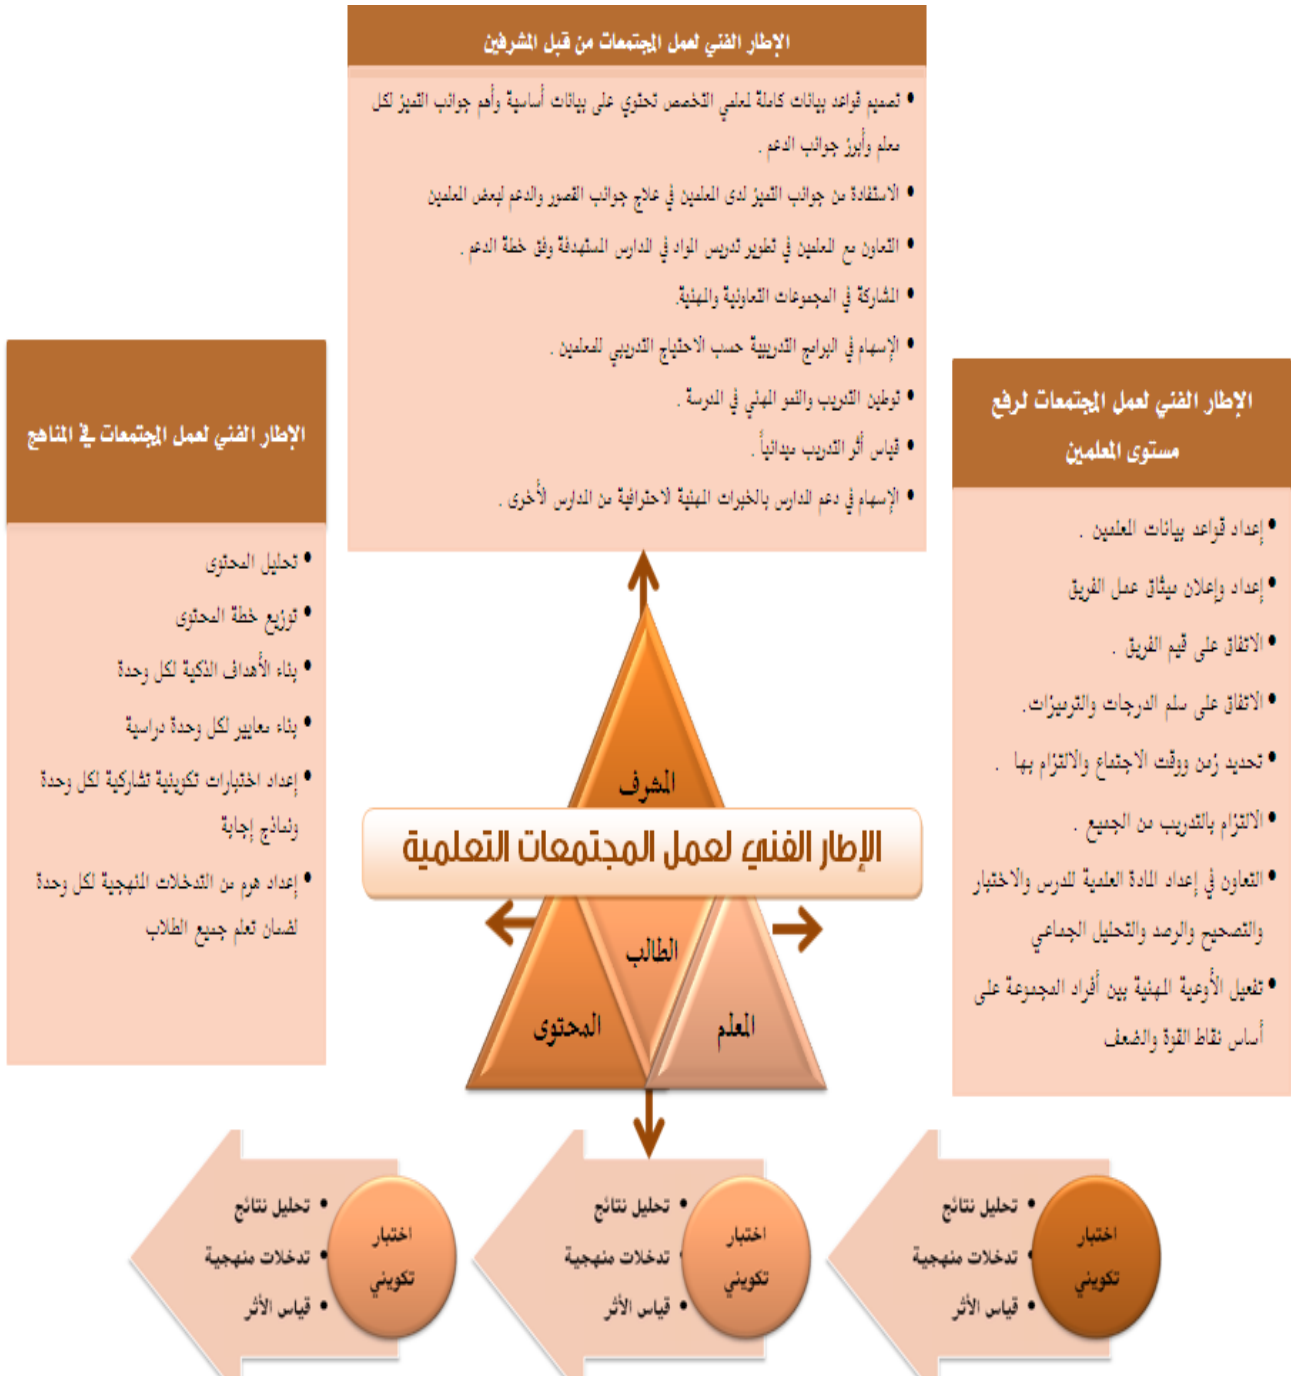 الإطار الفني لعمل المجتمعات من قبل المشرفين
• تصميم قواعد بيانات كاملة لمعلمي التخصص تحتوي على بيانات أساسية وأهم جوانب التميز لكل
معلم وأبرز جوانب الدعم .
• الاستفادة من جوانب التميز لدى المعلمين في علاج جوانب القصور والدعم لبعض المعلمين
• التعاون مع المعلمين في تطوير تدريس المواد في المدارس المستهدفة وفق خطة الدعم .
• المشاركة في المجموعات التعاونية والمهنية.
• الإسهام في البرامج التدريبية حسب الاحتياج التدريبي للمعلمين .
• توطين التدريب والنمو المهني في المدرسة .
• قياس أثر التدريب ميدانياً .
• الإسهام في دعم المدارس بالخبرات المهنية الاحترافية من المدارس الأخرى .
الإطار الفني لعمل المجتمعات لرفع
مستوى المعلمين
• إعداد قواعد بيانات المعلمين .
• إعداد وإعلان ميثاق عمل الفريق
• الاتفاق على قيم الفريق .
• الاتفاق على سلم الدرجات والترميزات.
• تحديد زمن ووقت الاجتماع والالتزام بها .
• الالتزام بالتدريب من الجميع .
• التعاون في إعداد المادة العلمية للدرس والاختبار
والتصحيح والرصد والتحليل الجماعي
• تفعيل الأوعية المهنية بين أفراد المجموعة على
أساس نقاط القوة والضعف
الإطار الفني لعمل المجتمعات في المناهج
• تحليل المحتوى
• توزيع خطة المحتوى
• بناء الأهداف الذكية لكل وحدة
• بناء معايير لكل وحدة دراسية
• إعداد اختبارات تكوينية تشاركية لكل وحدة
ونماذج إجابة
• إعداد هرم من التدخلات المنهجية لكل وحدة
لضمان تعلم جميع الطلاب
المشرف
الإطار الفني لعمل المجتمعات التعلمية
الطالب
المعلم
المحتوى
اختبار
تكويني
• تحليل نتائج
• تدخلات منهجية
• قياس الأثر
اختبار
تكويني
• تحليل نتائج
• تدخلات منهجية
• قياس الأثر
اختبار
تكويني
• تحليل نتائج
• تدخلات منهجية
• قياس الأثر